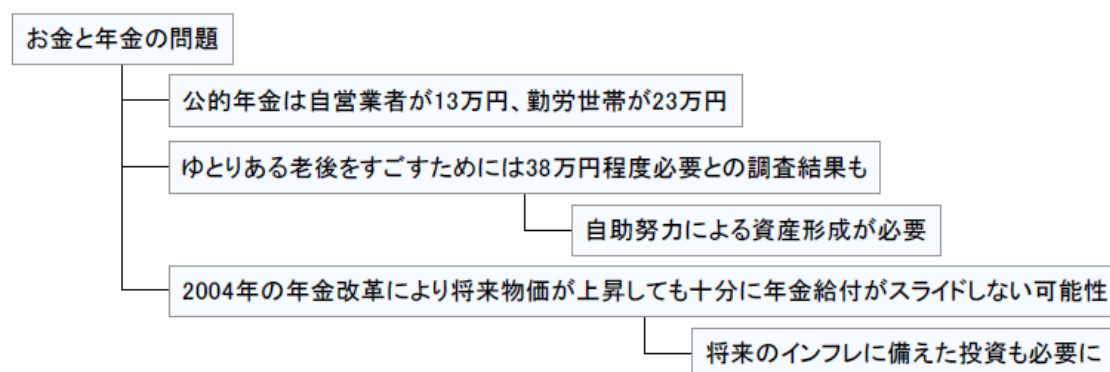 お金と年金の問題
公的年金は自営業者が13万円、勤労世帯が23万円
ゆとりある老後をすごすためには38万円程度必要との調査結果も
自助努力による資産形成が必要
2004年の年金改革により将来物価が上昇しても十分に年金給付がスライドしない可能性
将来のインフレに備えた投資も必要に